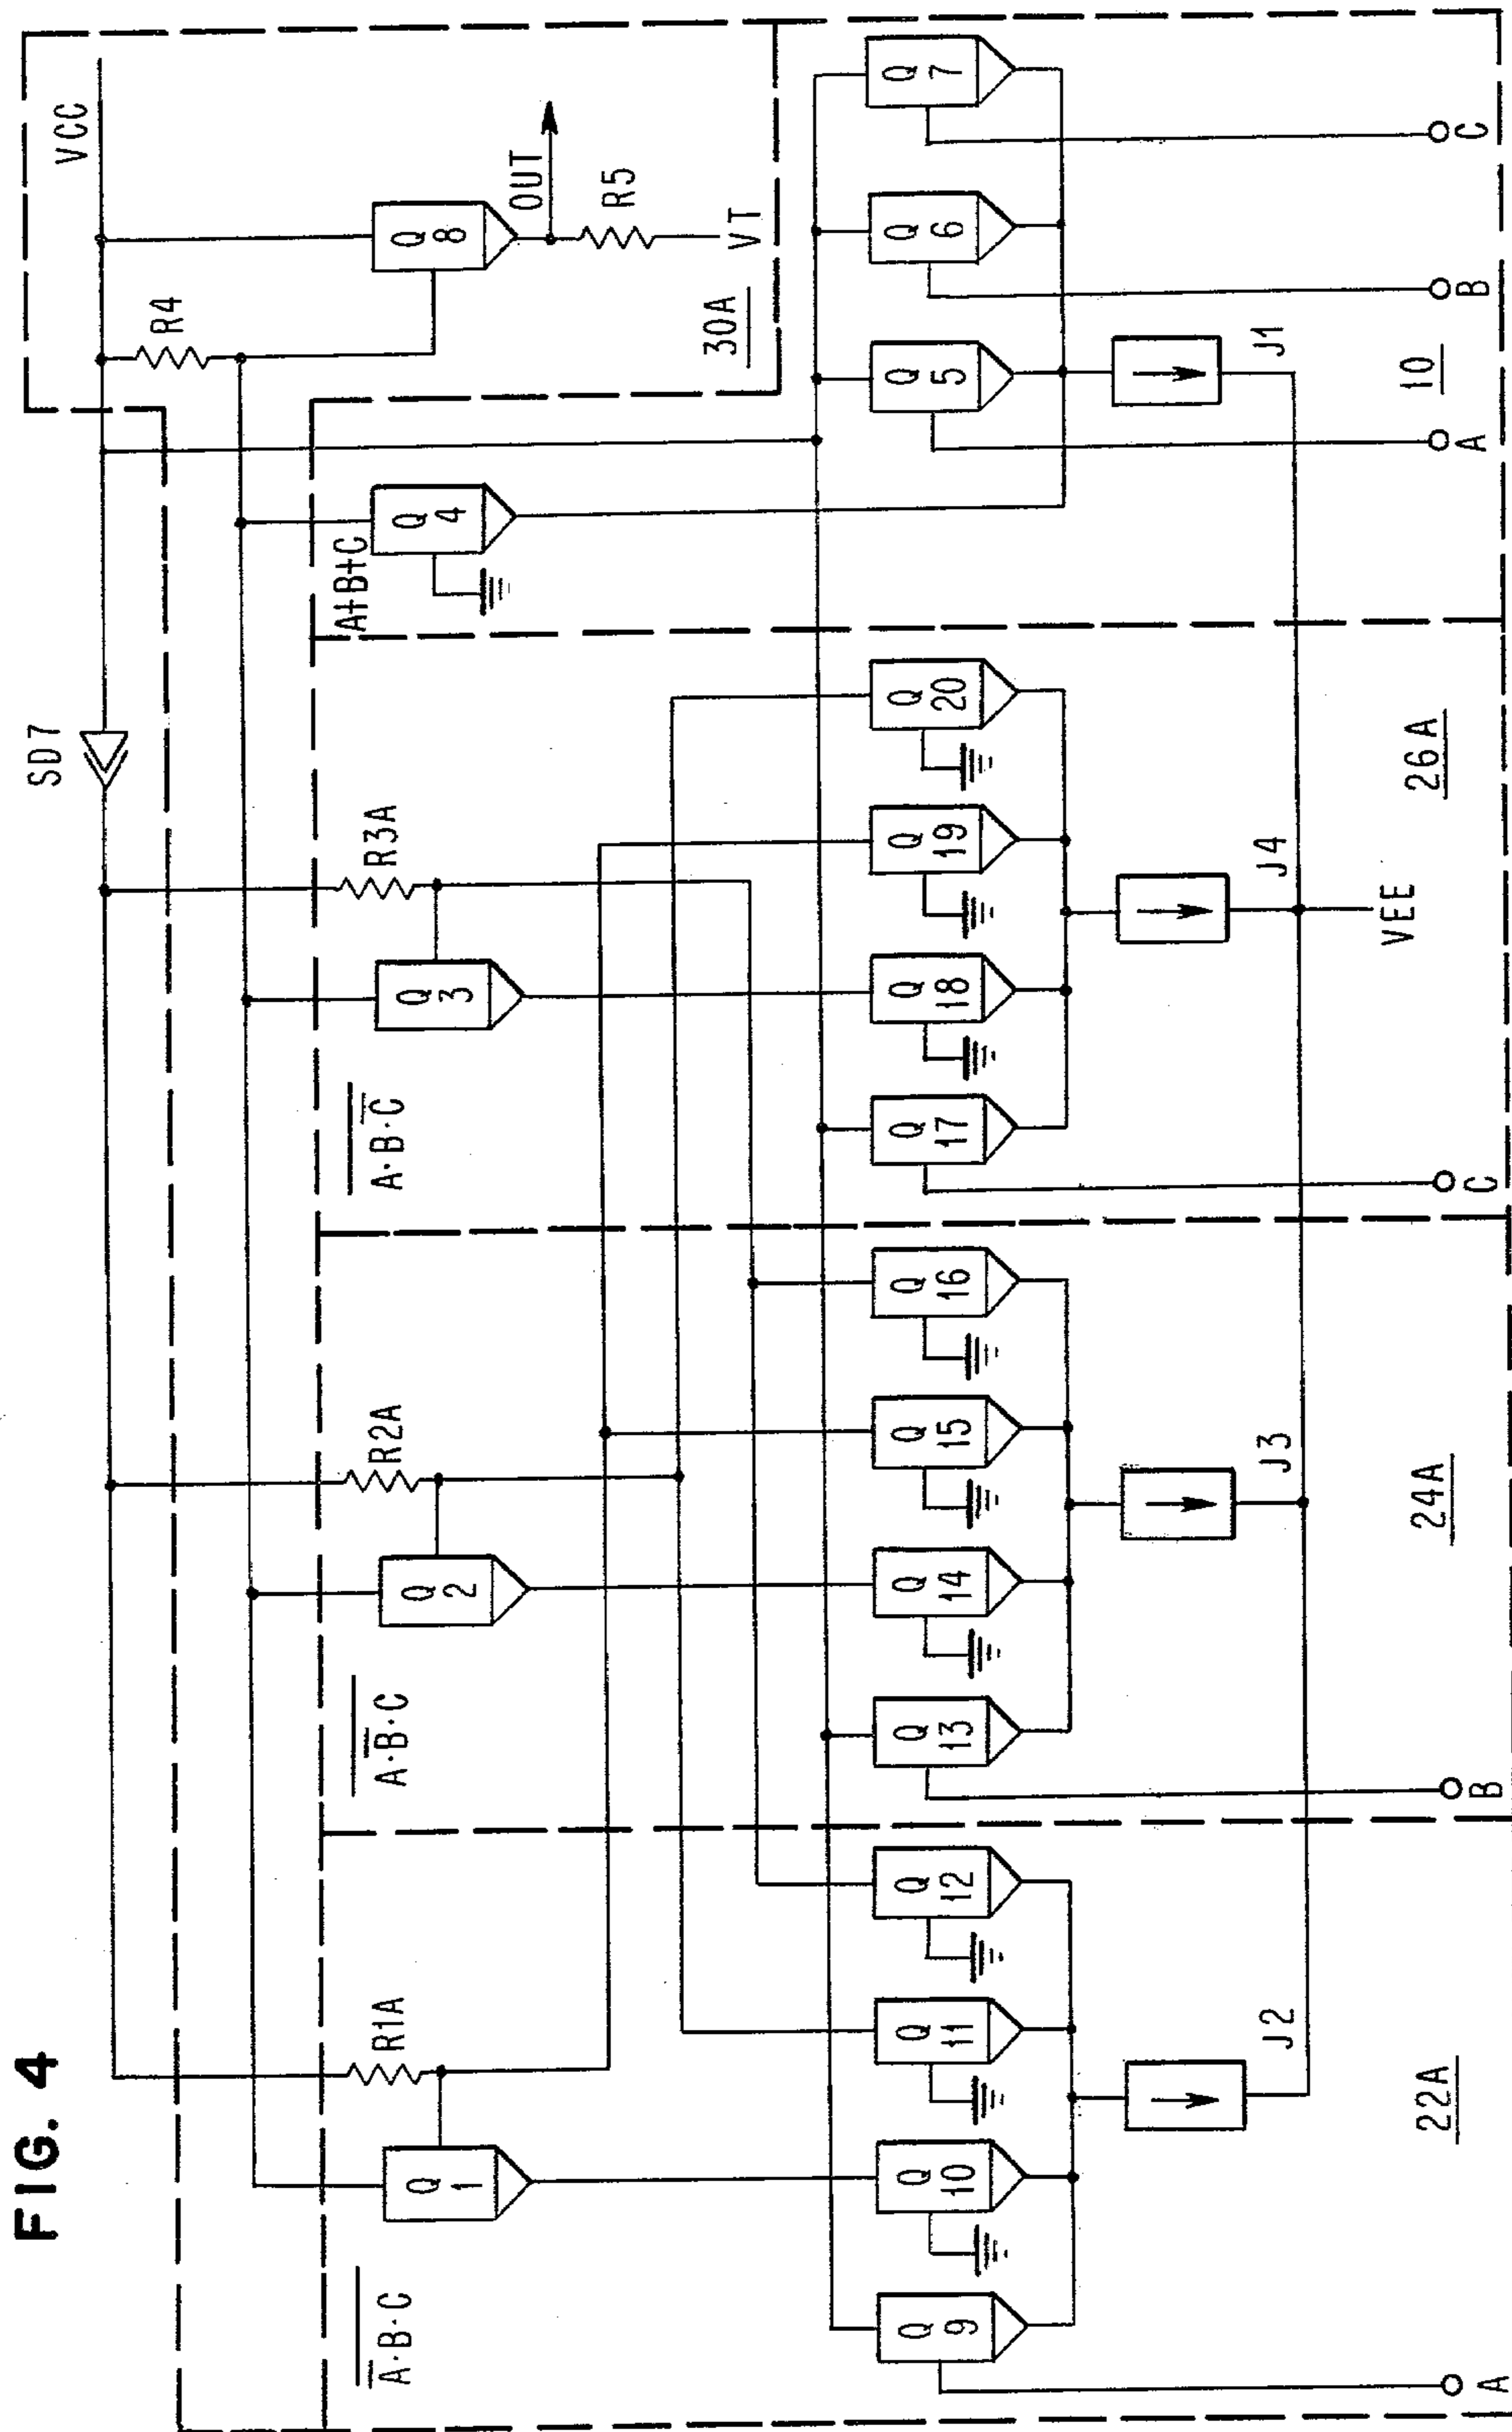 FIG. 4
SD7
VCC
R4
R1A
R2A
R3A
Q 8
OUT
R5
VT
30A
Q 1
Q 2
Q 3
Q 4
A̅·B·C
A·B̅·C
A·B·C̅
A+B+C
Q 9
Q 10
Q 11
Q 12
Q 13
Q 14
Q 15
Q 16
Q 17
Q 18
Q 19
Q 20
Q 5
Q 6
Q 7
J2
J3
J4
J1
VEE
22A
24A
26A
10
A
B
C
A
B
C